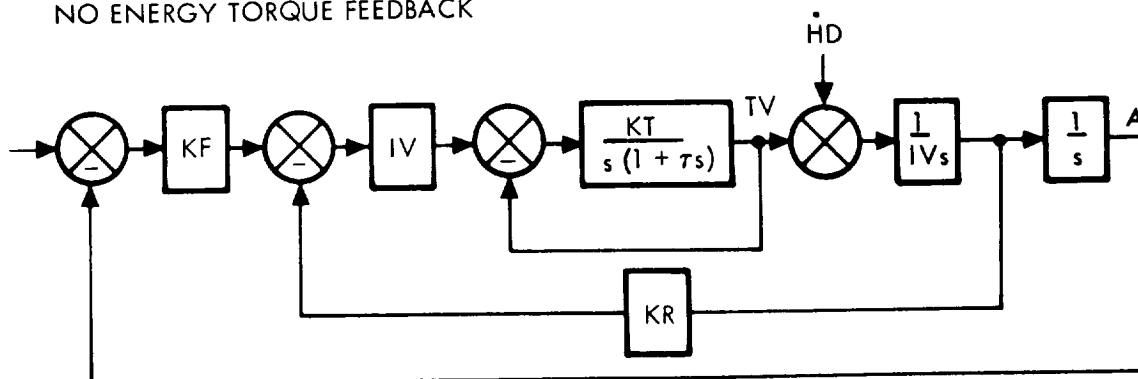 NO ENERGY TORQUE FEEDBACK
ḢD
KF
IV
KT
s (1 + τs)
TV
1
IVs
1
s
A
KR